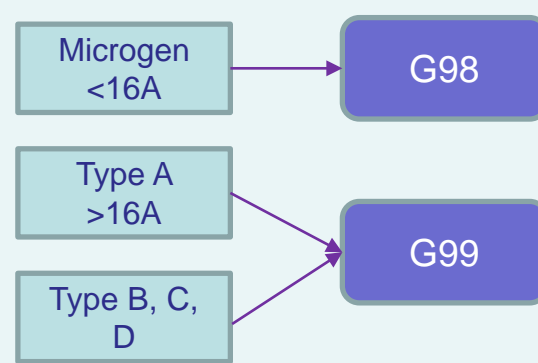 Microgen
<16A
G98
Type A
>16A
G99
Type B, C,
D